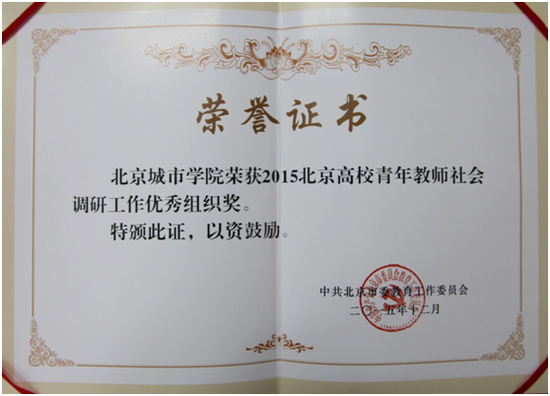 荣誉证书
北京城市学院荣获2015北京高校青年教师社会
调研工作优秀组织奖。
特颁此证，以资鼓励。
中共北京市委教育工作委员会
二〇一五年十二月